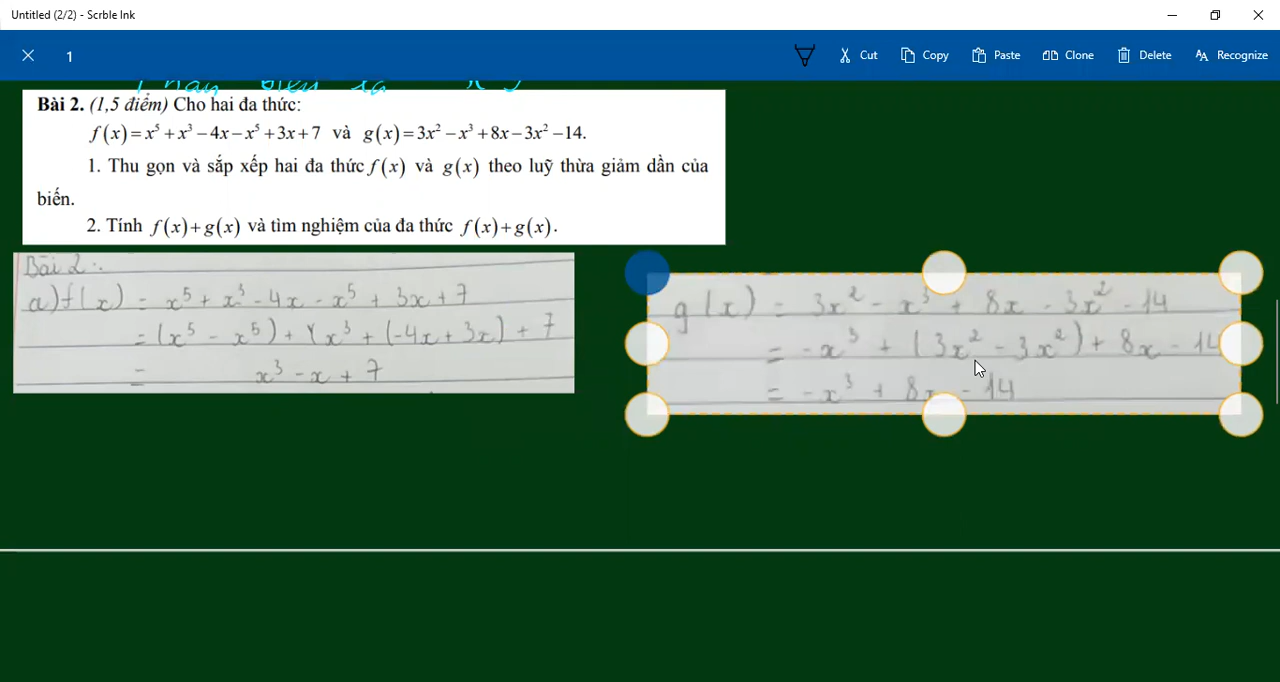 Untitled (2/2) - Scrble Ink
1
Cut
Copy
Paste
Clone
Delete
Recognize
Bài 2. (1,5 điểm) Cho hai đa thức:
f(x)=x⁵+x³−4x−x⁵+3x+7 và g(x)=3x²−x³+8x−3x²−14.
1. Thu gọn và sắp xếp hai đa thức f(x) và g(x) theo luỹ thừa giảm dần của
biến.
2. Tính f(x)+g(x) và tìm nghiệm của đa thức f(x)+g(x).
Bài 2:
a) f(x) = x⁵ + x³ - 4x - x⁵ + 3x + 7
= (x⁵ - x⁵) + x³ + (-4x + 3x) + 7
= x³ - x + 7
g(x) = 3x² - x³ + 8x - 3x² - 14
= -x³ + (3x² - 3x²) + 8x - 14
= -x³ + 8x - 14